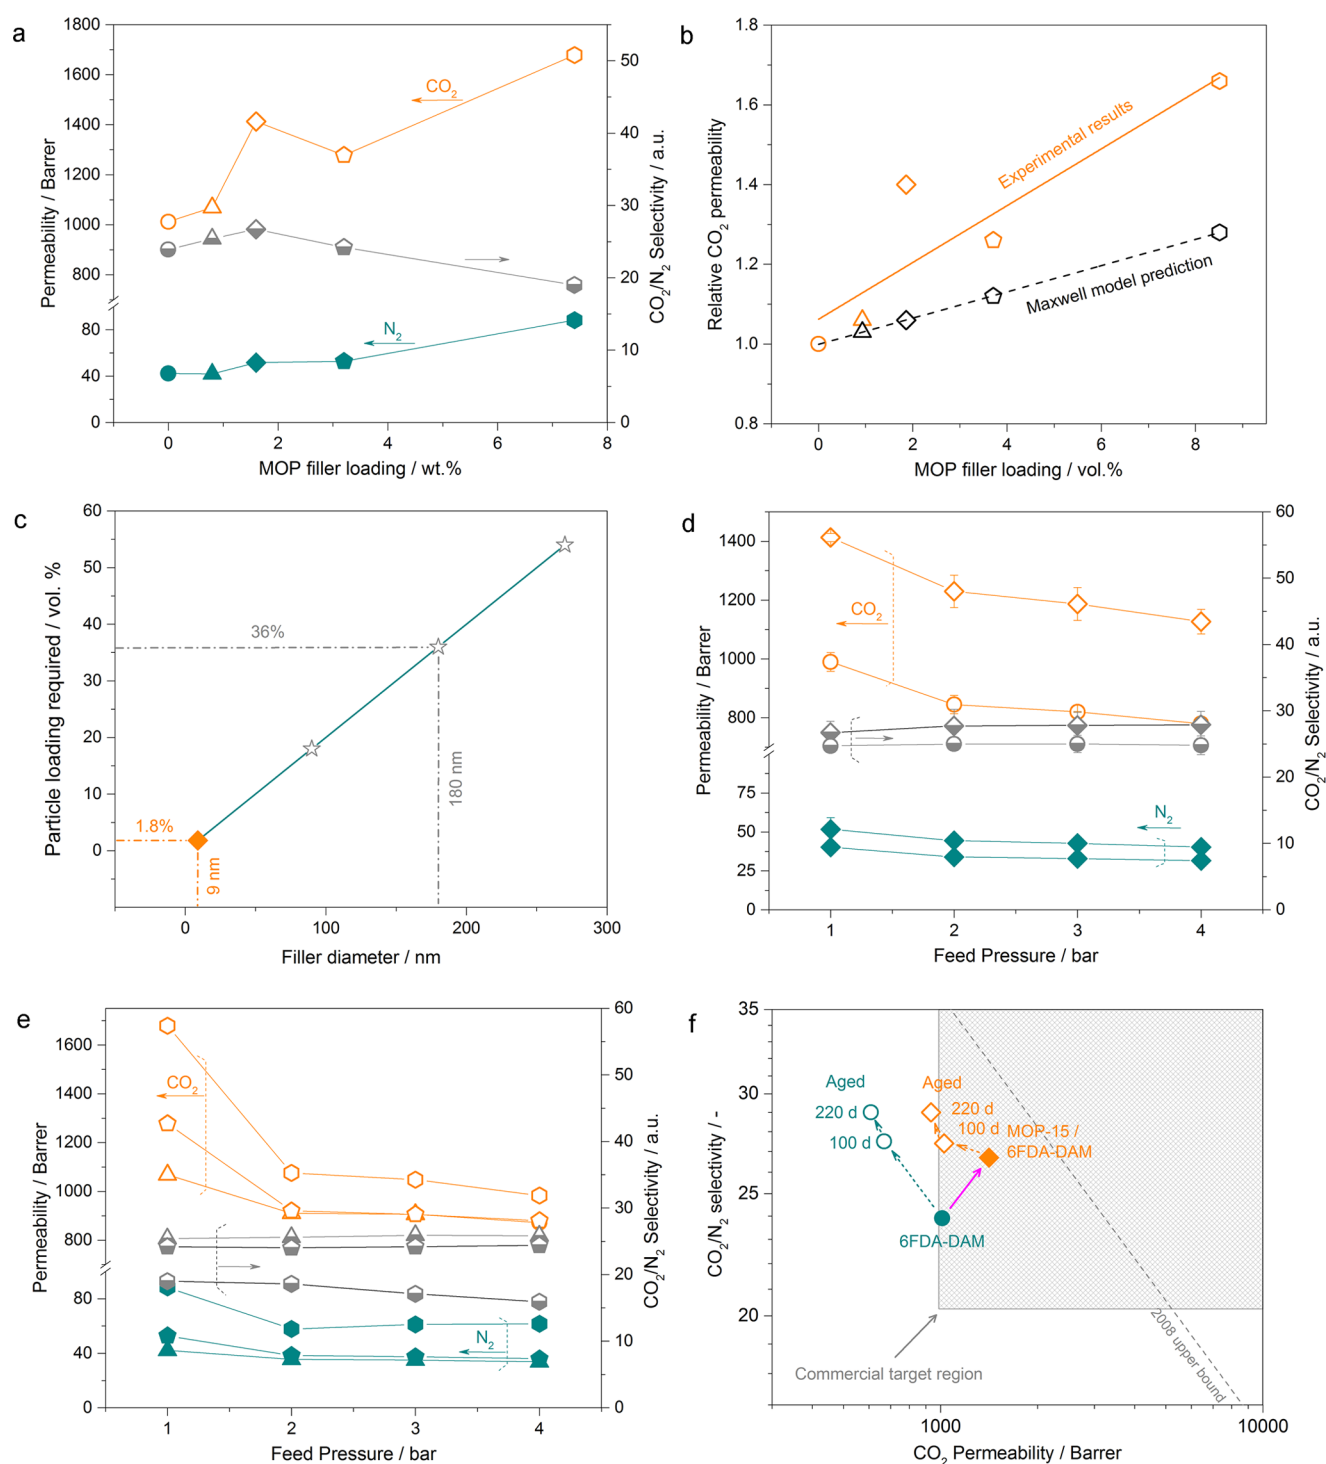 a
1800
1600
1400
1200
1000
800
80
40
0
Permeability / Barrer
CO2
N2
50
40
30
20
10
0
CO2/N2 Selectivity / a.u.
0 2 4 6 8
MOP filler loading / wt.%
b
1.8
1.6
1.4
1.2
1.0
0.8
Relative CO2 permeability
Experimental results
Maxwell model prediction
0 2 4 6 8
MOP filler loading / vol.%
c
60
50
40
30
20
10
0
Particle loading required / vol. %
36%
1.8%
9 nm
180 nm
0 100 200 300
Filler diameter / nm
d
1400
1200
1000
800
75
50
25
0
Permeability / Barrer
CO2
N2
60
50
40
30
20
10
0
CO2/N2 Selectivity / a.u.
1 2 3 4
Feed Pressure / bar
e
1600
1400
1200
1000
800
80
40
0
Permeability / Barrer
CO2
N2
60
50
40
30
20
10
0
CO2/N2 Selectivity / a.u.
1 2 3 4
Feed Pressure / bar
f
35
30
25
20
CO2/N2 selectivity / -
Aged
220 d
100 d
Aged
220 d
100 d
MOP-15 /
6FDA-DAM
6FDA-DAM
Commercial target region
2008 upper bound
1000 10000
CO2 Permeability / Barrer